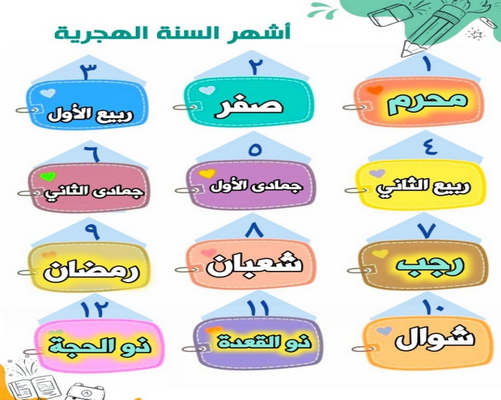 أشهر السنة الهجرية
١
محرم
٢
صفر
٣
ربيع الأول
٤
ربيع الثاني
٥
جمادى الأول
٦
جمادى الثاني
٧
رجب
٨
شعبان
٩
رمضان
١٠
شوال
١١
ذو القعدة
١٢
ذو الحجة